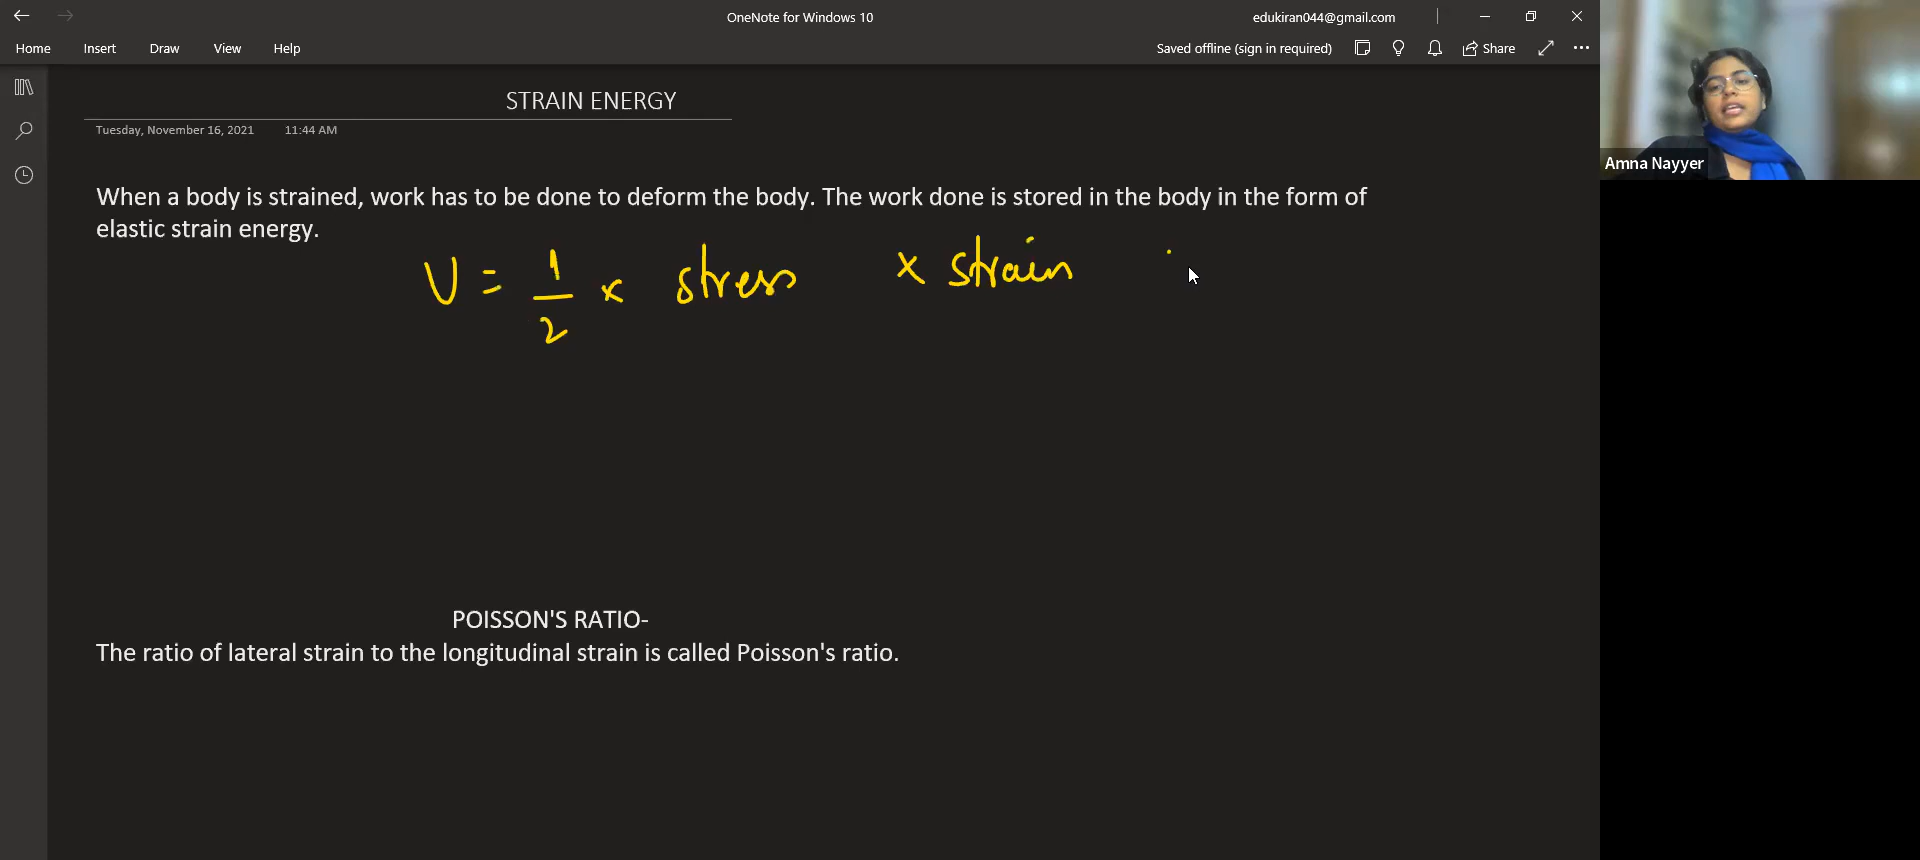 OneNote for Windows 10
edukiran044@gmail.com
Home Insert Draw View Help
Saved offline (sign in required) Share
STRAIN ENERGY
Tuesday, November 16, 2021 11:44 AM
Amna Nayyer
When a body is strained, work has to be done to deform the body. The work done is stored in the body in the form of
elastic strain energy.
U = 1/2 × stress × strain
POISSON'S RATIO-
The ratio of lateral strain to the longitudinal strain is called Poisson's ratio.